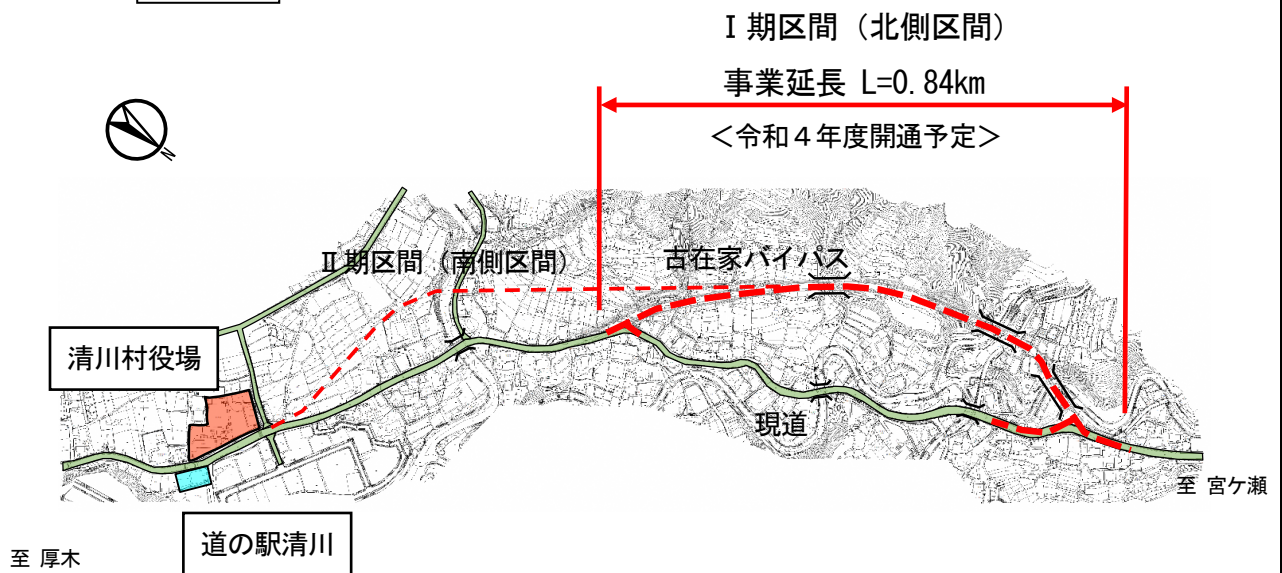 Ⅰ期区間（北側区間）
事業延長 L=0.84km
＜令和４年度開通予定＞
N
Ⅱ期区間（南側区間）
古在家バイパス
清川村役場
現道
至 宮ケ瀬
道の駅清川
至 厚木